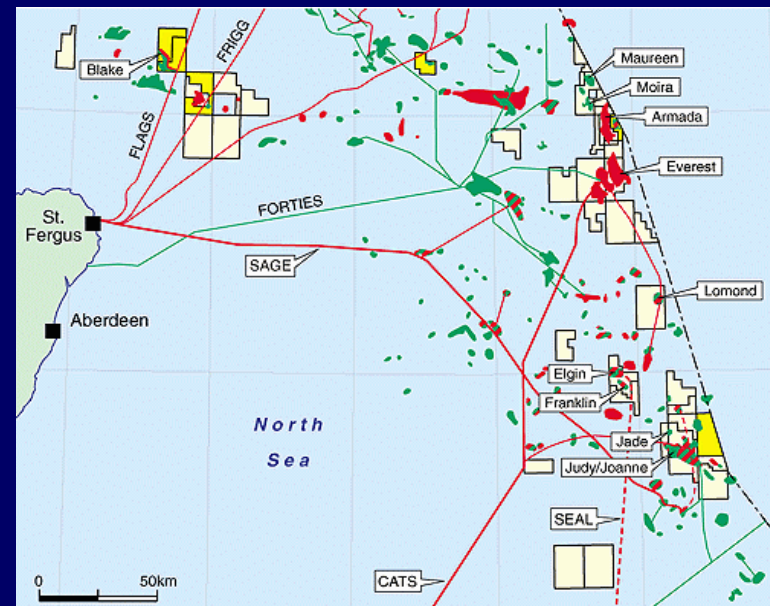 Blake
FLAGS
FRIGG
Maureen
Moira
Armada
Everest
St.
Fergus
FORTIES
SAGE
Lomond
Aberdeen
Elgin
Franklin
North
Sea
Jade
Judy/Joanne
SEAL
CATS
0
50km